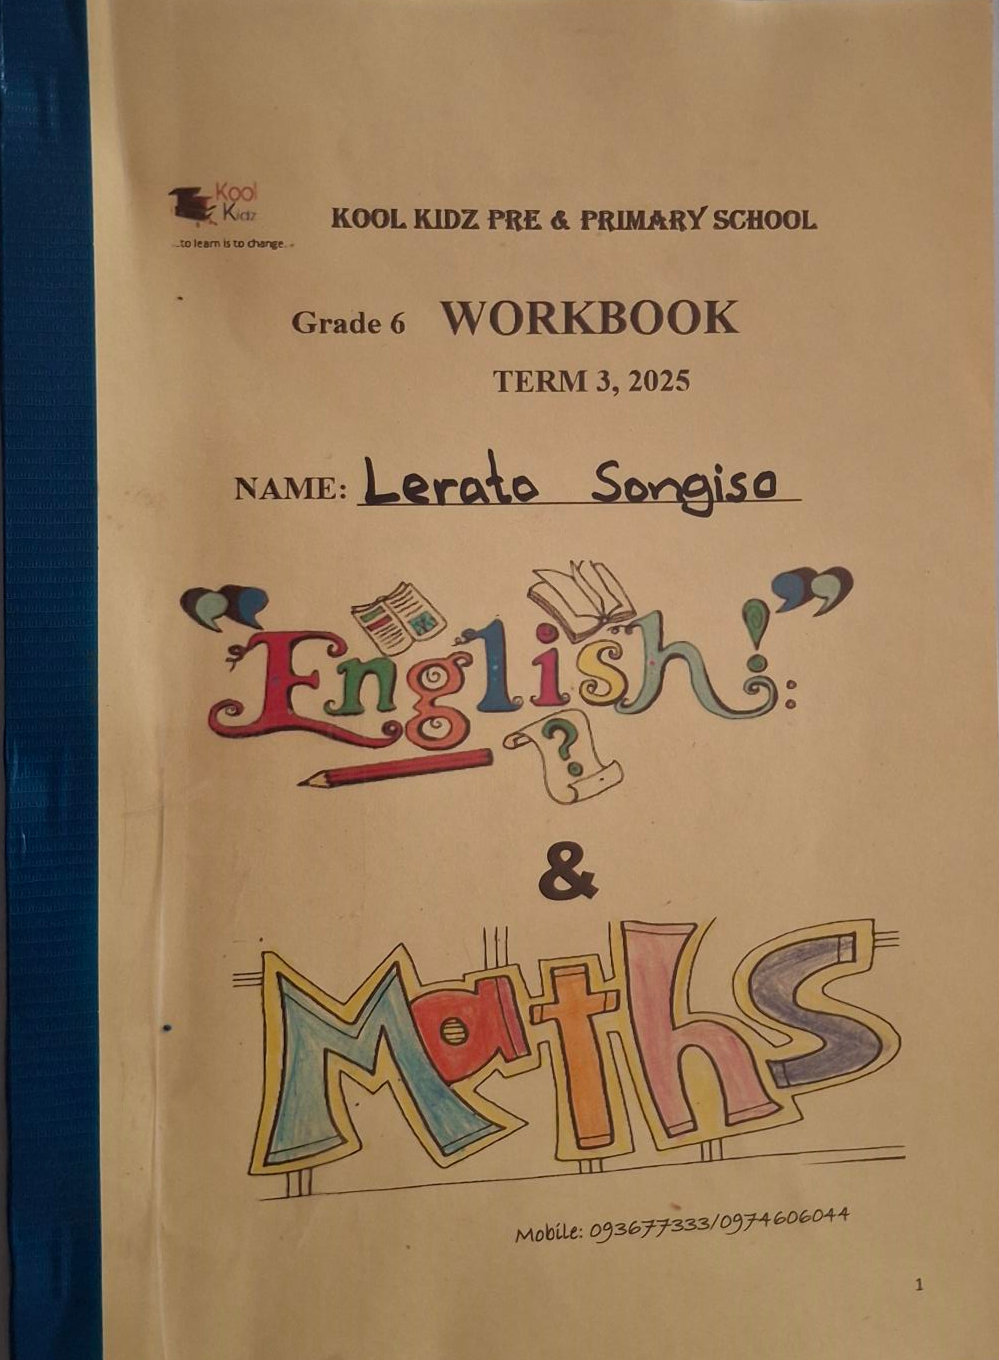 Kool
Kidz
...to learn is to change...
KOOL KIDZ PRE & PRIMARY SCHOOL
Grade 6 WORKBOOK
TERM 3, 2025
NAME: Lerato Songiso
"English!"
?
&
Maths
Mobile: 093677333/0974606044
1